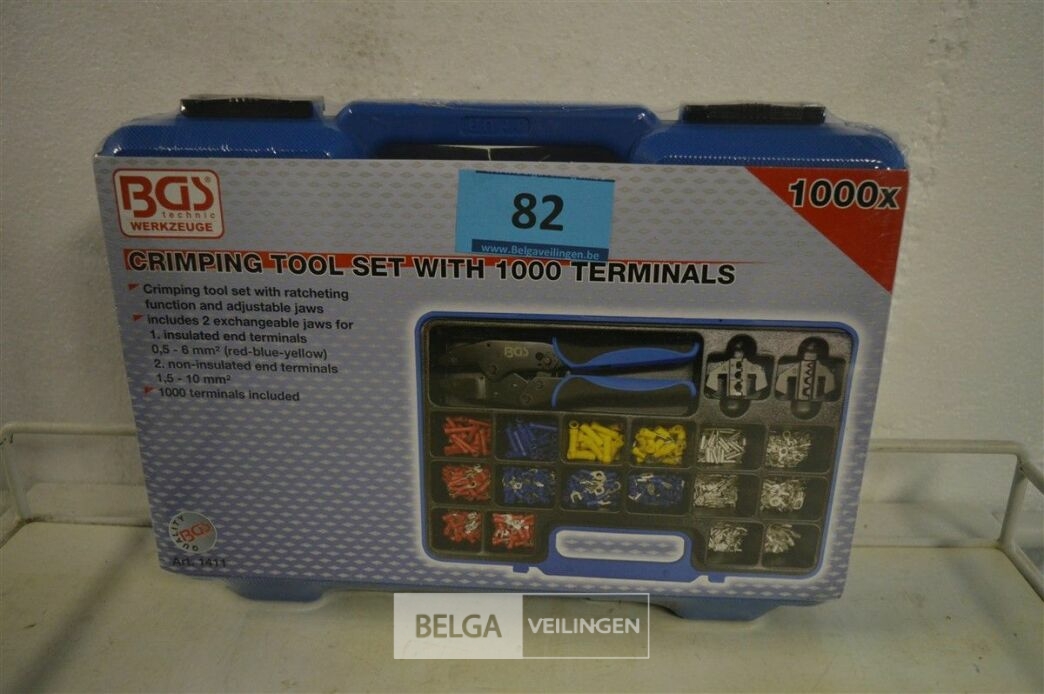 BGS
technic
WERKZEUGE
82
www.Belgaveilingen.be
1000x
CRIMPING TOOL SET WITH 1000 TERMINALS
Crimping tool set with ratcheting
function and adjustable jaws
includes 2 exchangeable jaws for
1. insulated end terminals
0,5 - 6 mm² (red-blue-yellow)
2. non-insulated end terminals
1,5 - 10 mm²
1000 terminals included
BGS
QUALITY
BGS
Art. 1411
BELGA VEILINGEN